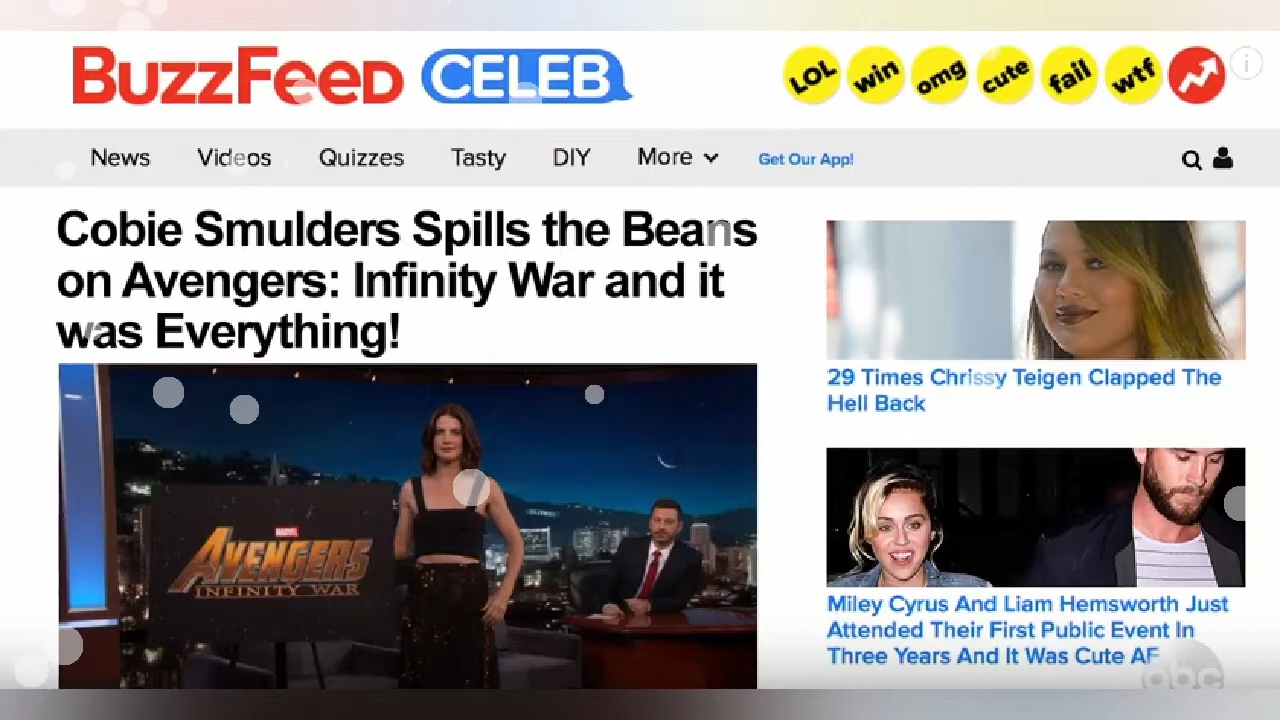 BuzzFeed CELEB
LOL win omg cute fail wtf
News Videos Quizzes Tasty DIY More Get Our App!
Cobie Smulders Spills the Beans
on Avengers: Infinity War and it
was Everything!
MARVEL
AVENGERS
INFINITY WAR
29 Times Chrissy Teigen Clapped The
Hell Back
Miley Cyrus And Liam Hemsworth Just
Attended Their First Public Event In
Three Years And It Was Cute AF
abc